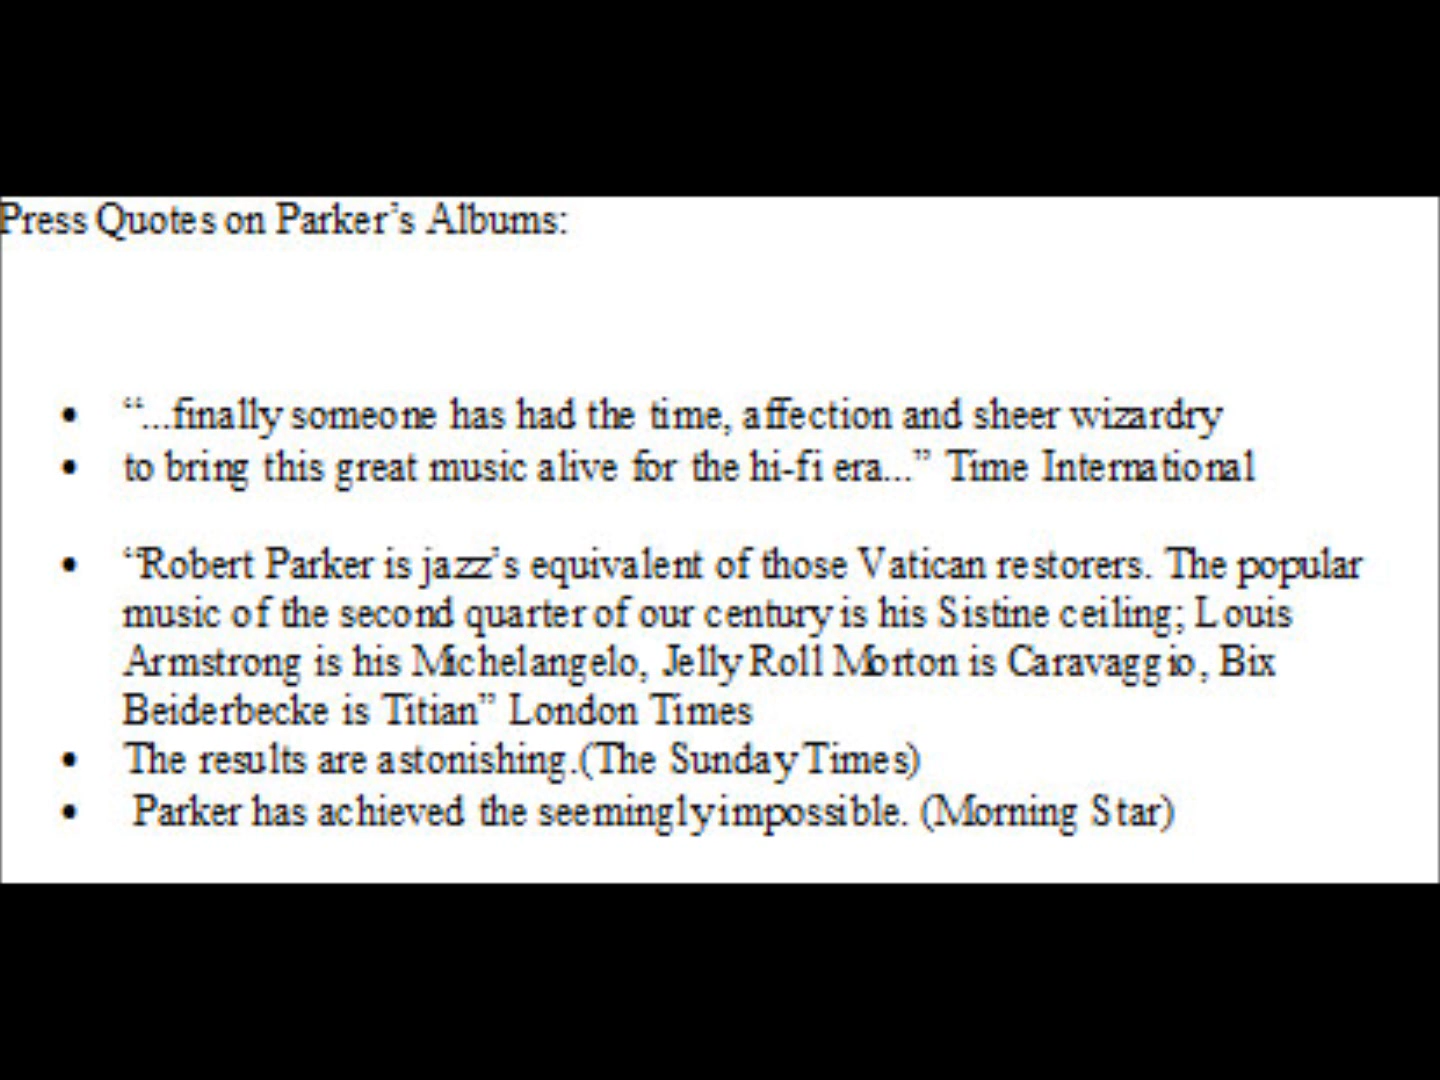 Press Quotes on Parker’s Albums:
• “...finally someone has had the time, affection and sheer wizardry
• to bring this great music alive for the hi-fi era...” Time International
• “Robert Parker is jazz’s equivalent of those Vatican restorers. The popular
music of the second quarter of our century is his Sistine ceiling; Louis
Armstrong is his Michelangelo, Jelly Roll Morton is Caravaggio, Bix
Beiderbecke is Titian” London Times
• The results are astonishing.(The Sunday Times)
• Parker has achieved the seemingly impossible. (Morning Star)